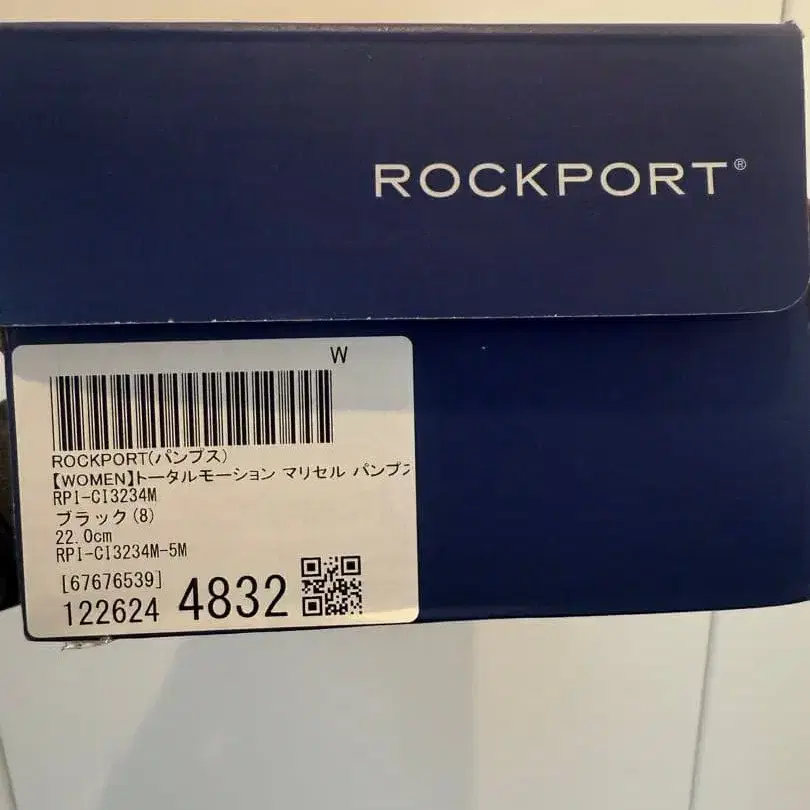 ROCKPORT®
W
ROCKPORT(パンプス)
【WOMEN】トータルモーション マリセル パンプス
RPI-CI3234M
ブラック(8)
22.0cm
RPI-CI3234M-5M
[67676539]
122624 4832